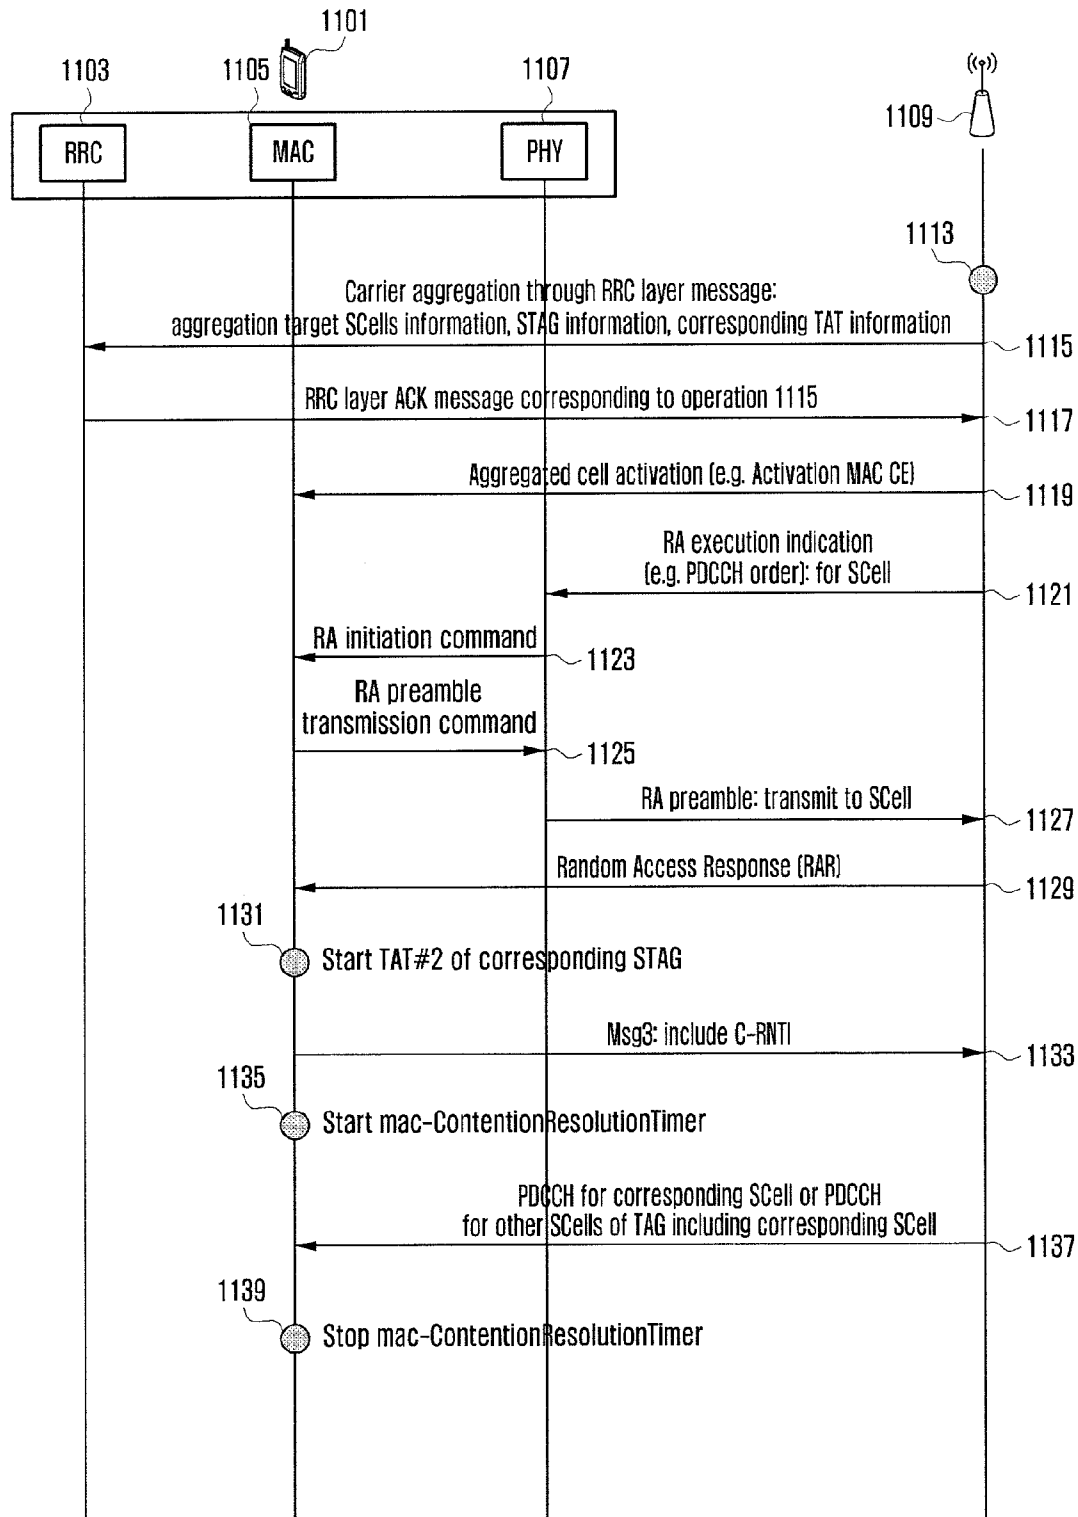 1101
1103
1105
1107
1109
RRC
MAC
PHY
1113
Carrier aggregation through RRC layer message:
aggregation target SCells information, STAG information, corresponding TAT information
1115
RRC layer ACK message corresponding to operation 1115
1117
Aggregated cell activation (e.g. Activation MAC CE)
1119
RA execution indication
(e.g. PDCCH order): for SCell
1121
RA initiation command
1123
RA preamble
transmission command
1125
RA preamble: transmit to SCell
1127
Random Access Response (RAR)
1129
1131
Start TAT#2 of corresponding STAG
Msg3: include C-RNTI
1133
1135
Start mac-ContentionResolutionTimer
PDCCH for corresponding SCell or PDCCH
for other SCells of TAG including corresponding SCell
1137
1139
Stop mac-ContentionResolutionTimer